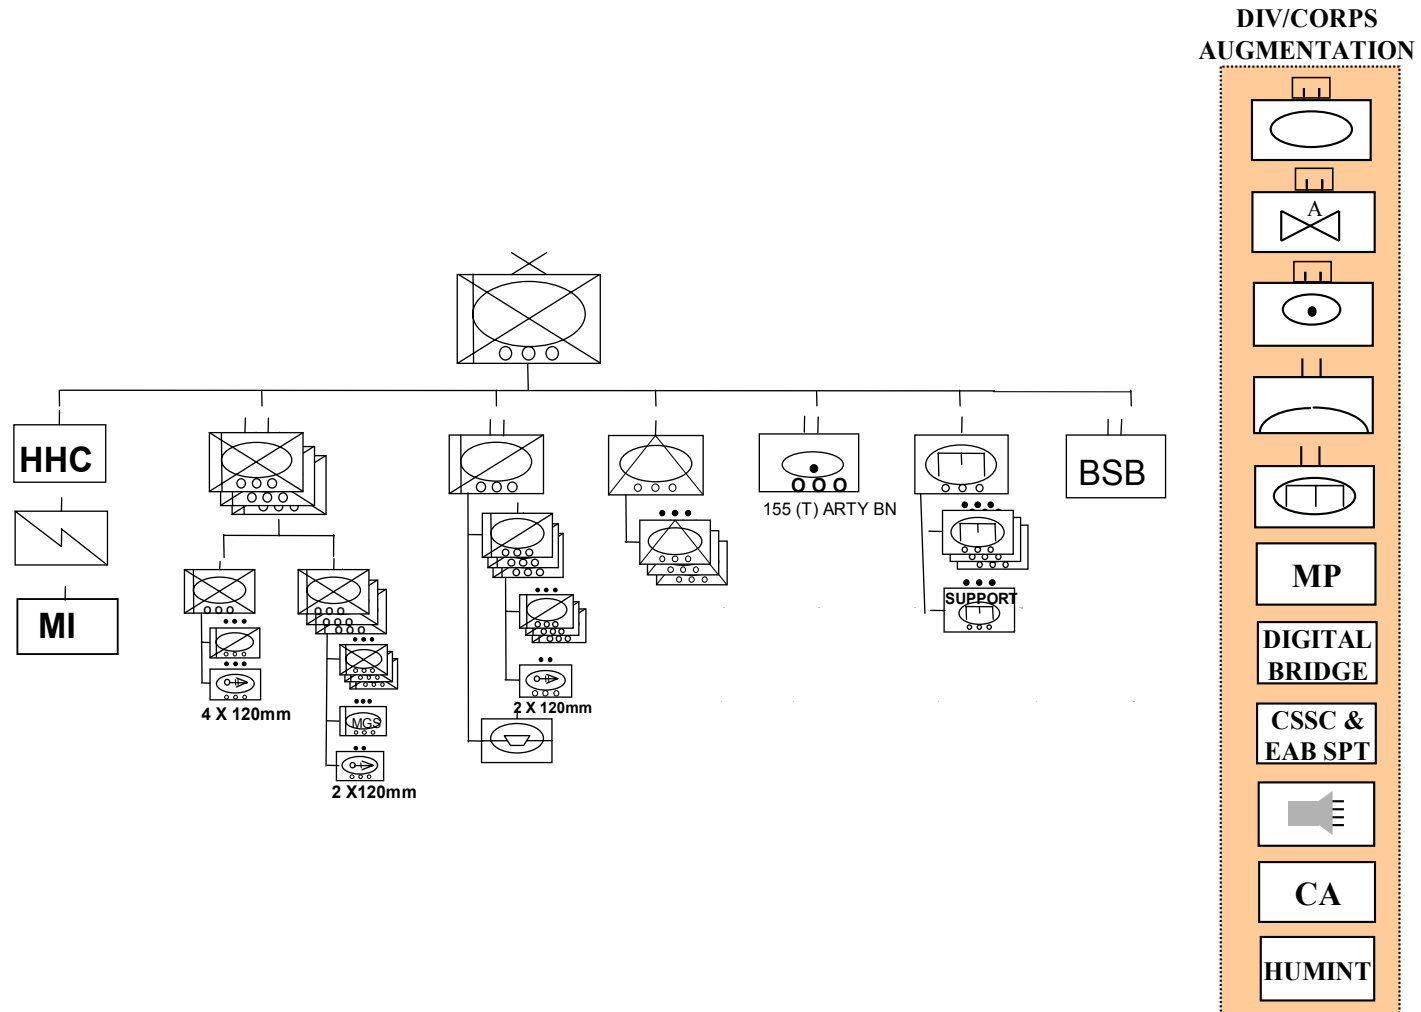 DIV/CORPS
AUGMENTATION
A
HHC
BSB
155 (T) ARTY BN
MI
SUPPORT
4 X 120mm
MGS
2 X 120mm
2 X120mm
MP
DIGITAL
BRIDGE
CSSC &
EAB SPT
CA
HUMINT